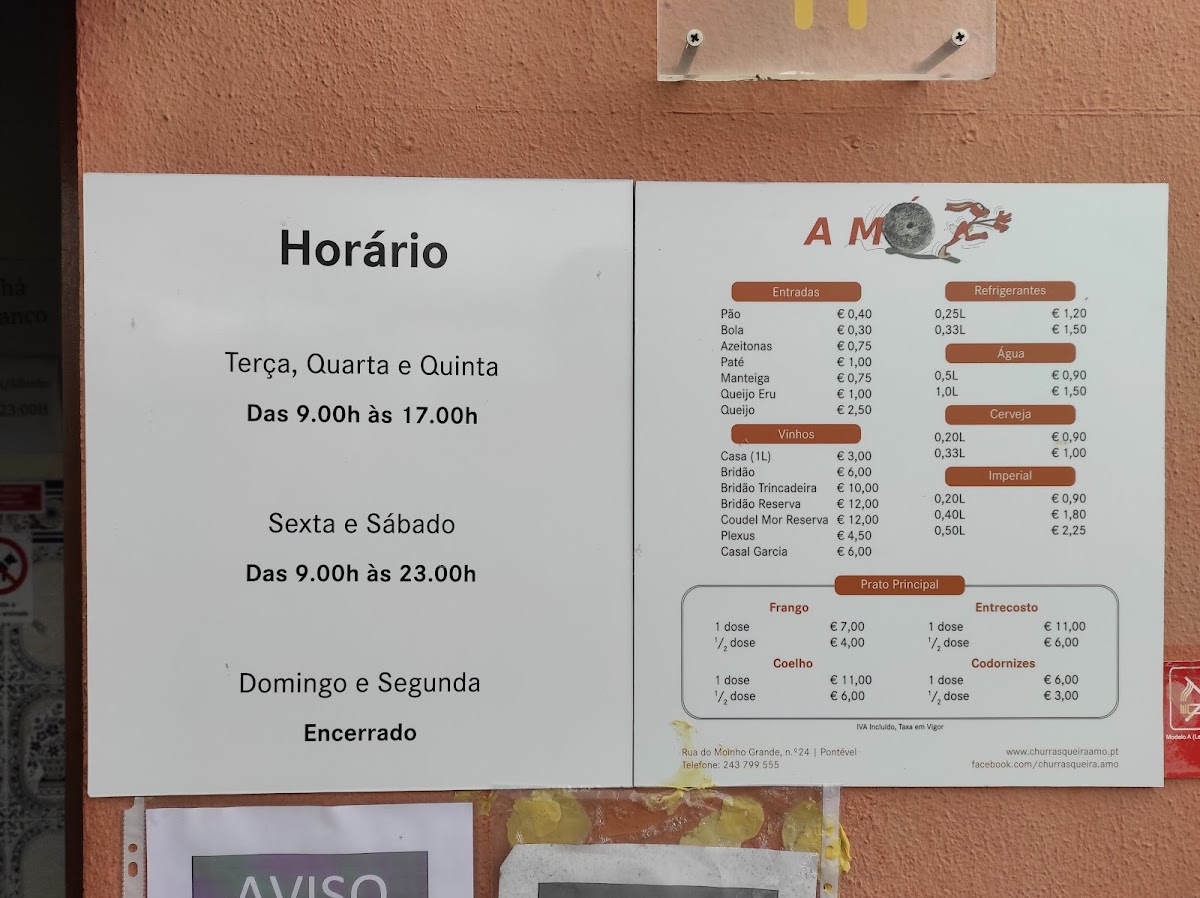 Horário
Terça, Quarta e Quinta
Das 9.00h às 17.00h
Sexta e Sábado
Das 9.00h às 23.00h
Domingo e Segunda
Encerrado
A MÓ
Entradas
Pão € 0,40
Bola € 0,30
Azeitonas € 0,75
Paté € 1,00
Manteiga € 0,75
Queijo Eru € 1,00
Queijo € 2,50
Vinhos
Casa (1L) € 3,00
Bridão € 6,00
Bridão Trincadeira € 10,00
Bridão Reserva € 12,00
Coudel Mor Reserva € 12,00
Plexus € 4,50
Casal Garcia € 6,00
Refrigerantes
0,25L € 1,20
0,33L € 1,50
Água
0,5L € 0,90
1,0L € 1,50
Cerveja
0,20L € 0,90
0,33L € 1,00
Imperial
0,20L € 0,90
0,40L € 1,80
0,50L € 2,25
Prato Principal
Frango
1 dose € 7,00
1/2 dose € 4,00
Entrecosto
1 dose € 11,00
1/2 dose € 6,00
Coelho
1 dose € 11,00
1/2 dose € 6,00
Codornizes
1 dose € 6,00
1/2 dose € 3,00
IVA Incluído, Taxa em Vigor
Rua do Moinho Grande, n.º24 | Pontével
Telefone: 243 799 555
www.churrasqueiraamo.pt
facebook.com/churrasqueira.amo
AVISO
há
anco
23:00H
Modelo A